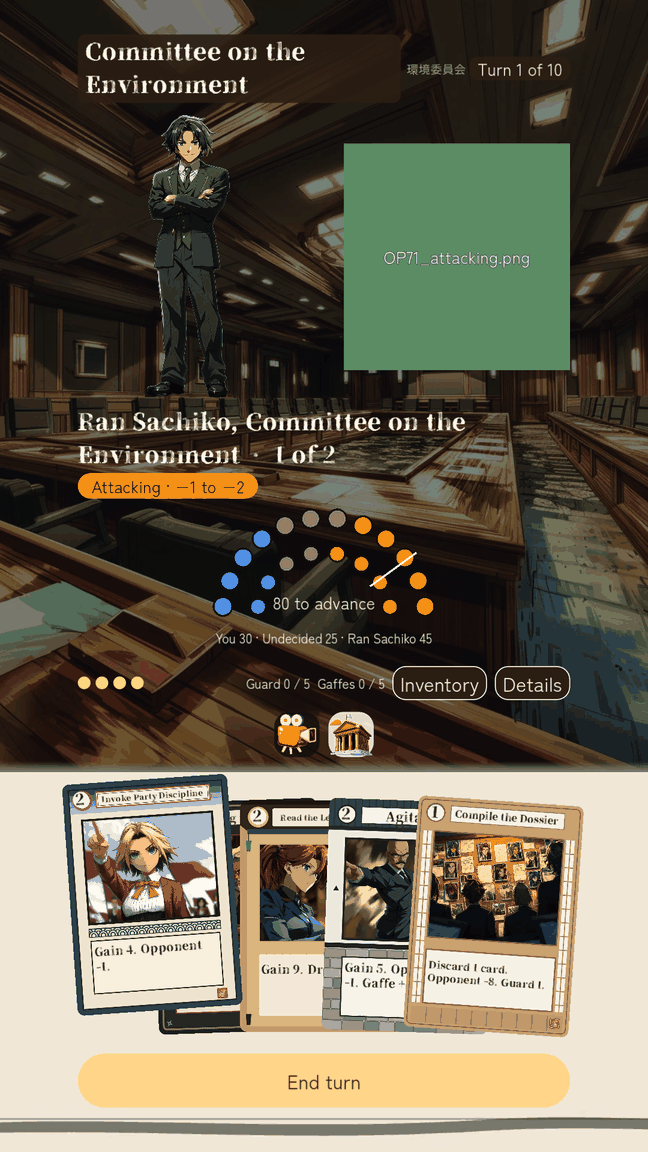 Committee on the
Environment
環境委員会
Turn 1 of 10
OP71_attacking.png
Ran Sachiko, Committee on the
Environment · 1 of 2
Attacking · −1 to −2
80 to advance
You 30 · Undecided 25 · Ran Sachiko 45
Guard 0 / 5 Gaffes 0 / 5
Inventory
Details
2 Invoke Party Discipline
Gain 4. Opponent
-1.
2 Read the
Gain 9.
2
Gain 5.
-1. Gaffe
1 Compile the Dossier
Discard 1 card.
Opponent -8. Guard 1.
End turn